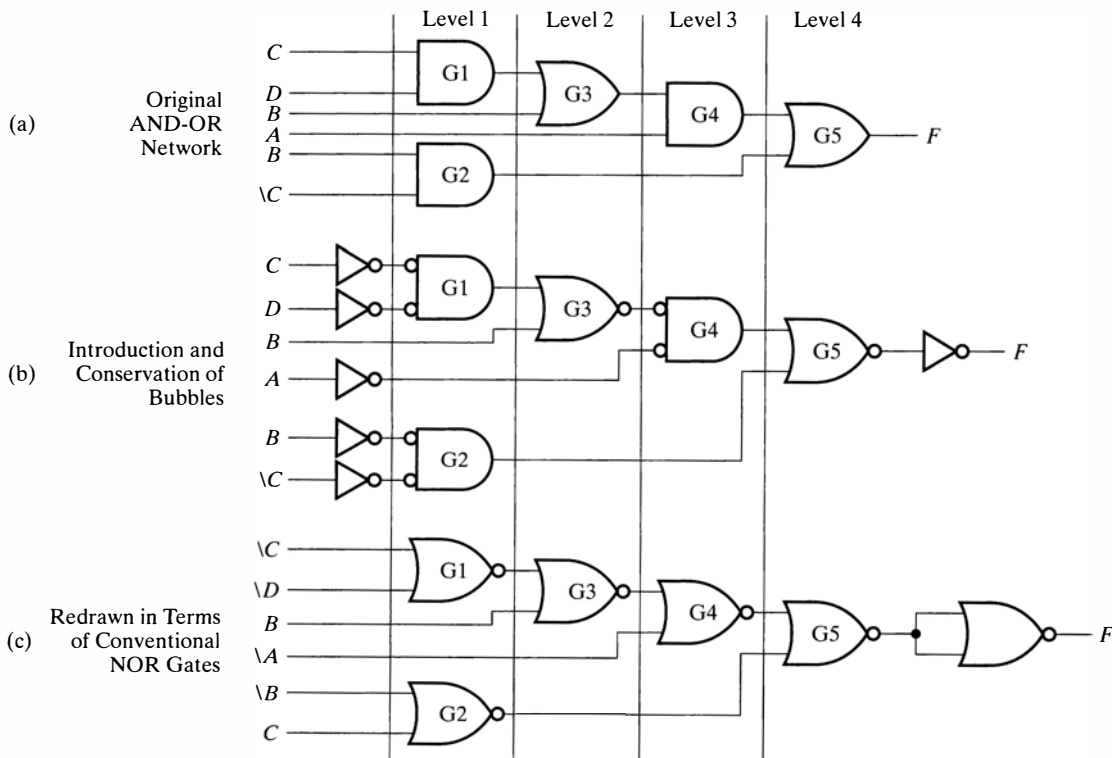 Level 1 Level 2 Level 3 Level 4
(a)
Original
AND-OR
Network
C
D
B
A
B
\C
G1
G2
G3
G4
G5
F
(b)
Introduction and
Conservation of
Bubbles
C
D
B
A
B
\C
G1
G2
G3
G4
G5
F
(c)
Redrawn in Terms
of Conventional
NOR Gates
\C
\D
B
\A
\B
C
G1
G2
G3
G4
G5
F